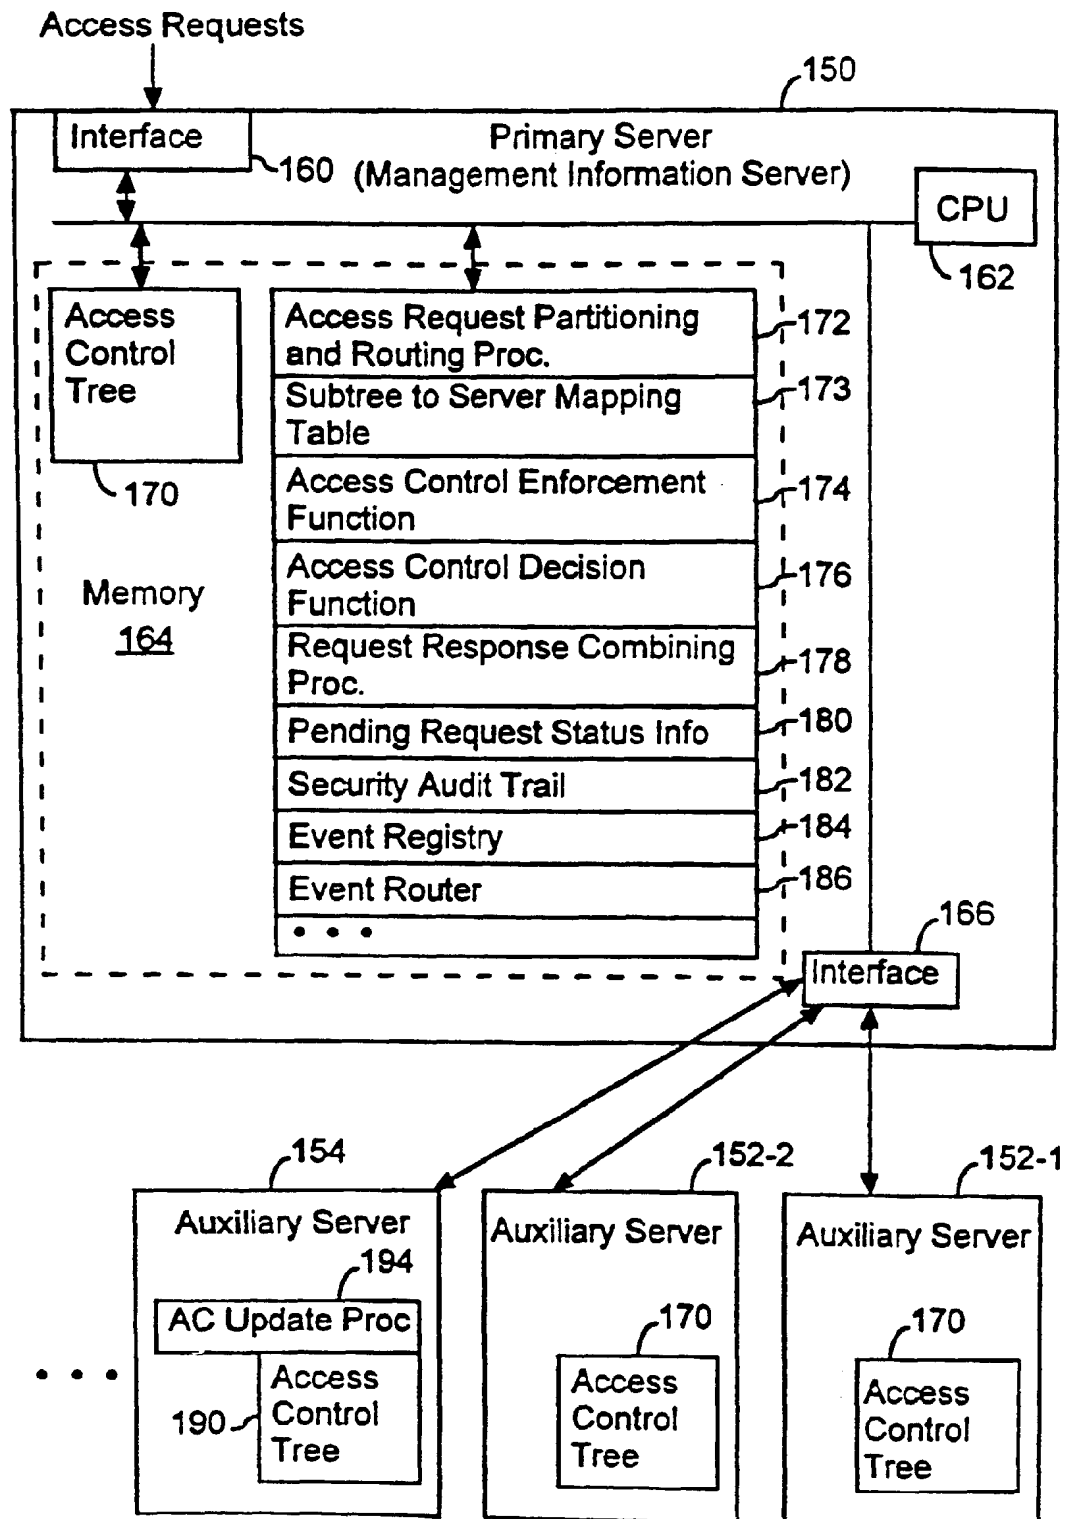 Access Requests
150
Interface
Primary Server
(Management Information Server)
160
CPU
162
Access
Control
Tree
170
Memory
164
Access Request Partitioning
and Routing Proc.
172
Subtree to Server Mapping
Table
173
Access Control Enforcement
Function
174
Access Control Decision
Function
176
Request Response Combining
Proc.
178
Pending Request Status Info
180
Security Audit Trail
182
Event Registry
184
Event Router
186
• • •
166
Interface
154
Auxiliary Server
194
AC Update Proc
Access
Control
Tree
190
• • •
152-2
Auxiliary Server
170
Access
Control
Tree
152-1
Auxiliary Server
170
Access
Control
Tree